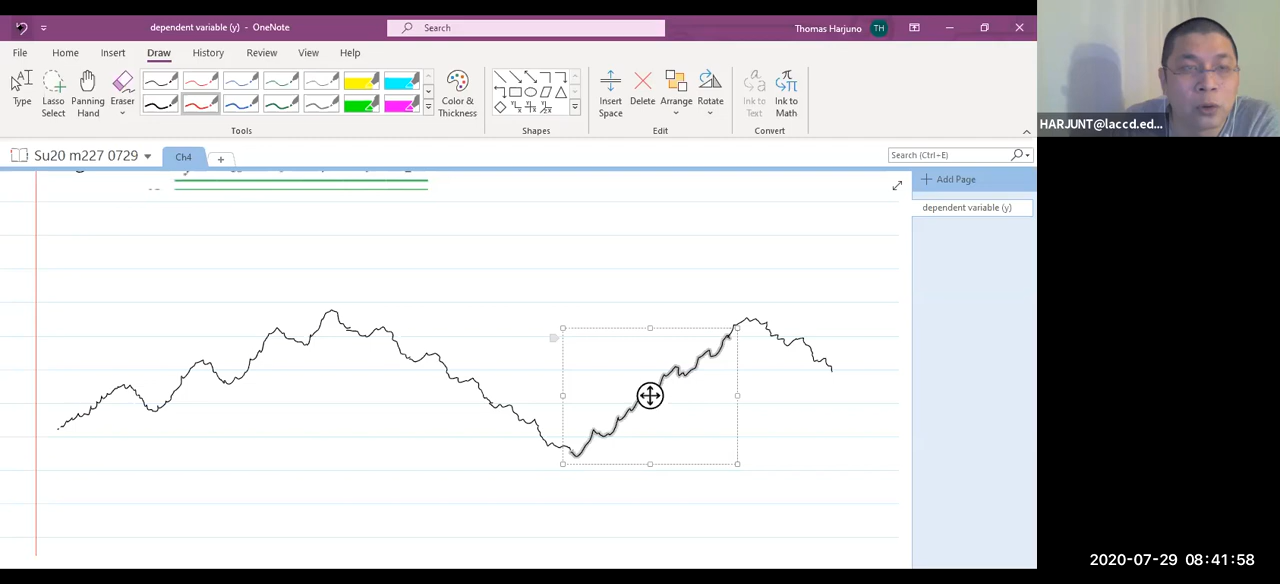 dependent variable (y) - OneNote
Search
Thomas Harjuno
TH
File
Home
Insert
Draw
History
Review
View
Help
Type
Lasso Select
Panning Hand
Eraser
Color & Thickness
Insert Space
Delete
Arrange
Rotate
Ink to Text
Ink to Math
Tools
Shapes
Edit
Convert
HARJUNT@laccd.ed...
Su20 m227 0729
Ch4
Search (Ctrl+E)
Add Page
dependent variable (y)
2020-07-29 08:41:58